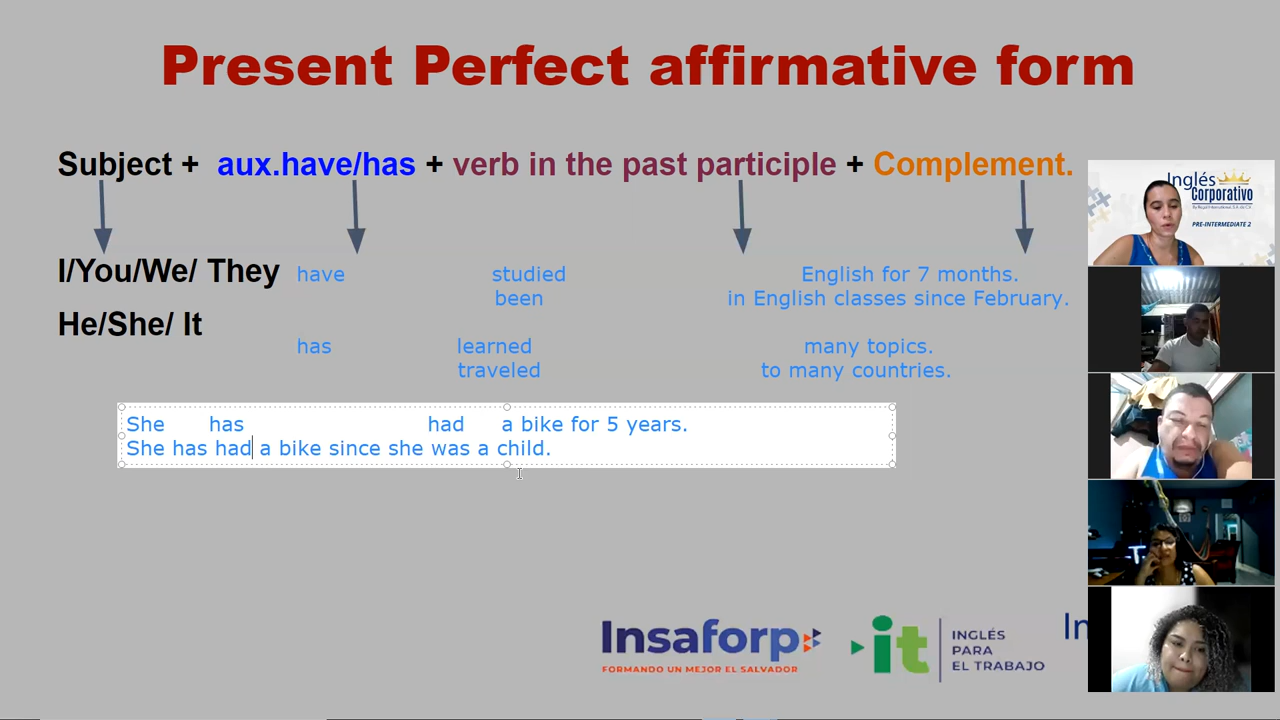 Present Perfect affirmative form
Subject + aux.have/has + verb in the past participle + Complement.
I/You/We/ They have studied English for 7 months.
been in English classes since February.
He/She/ It
has learned many topics.
traveled to many countries.
She has had a bike for 5 years.
She has had a bike since she was a child.
Inglés
Corporativo
PRE-INTERMEDIATE 2
Insaforp
FORMANDO UN MEJOR EL SALVADOR
it
INGLÉS
PARA
EL TRABAJO
In